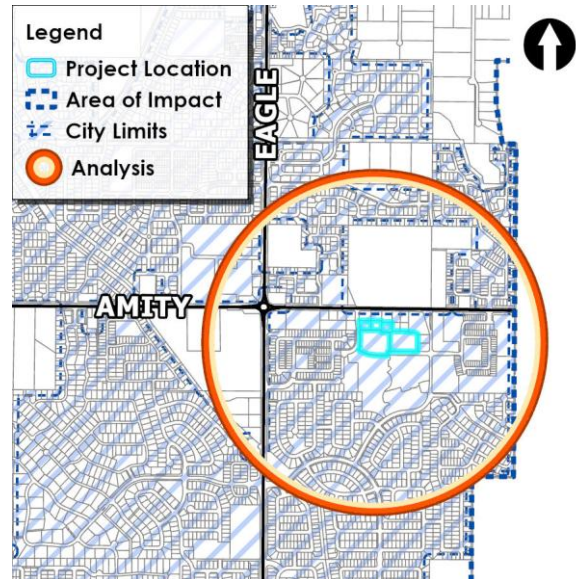 Legend
Project Location
Area of Impact
City Limits
Analysis
EAGLE
AMITY